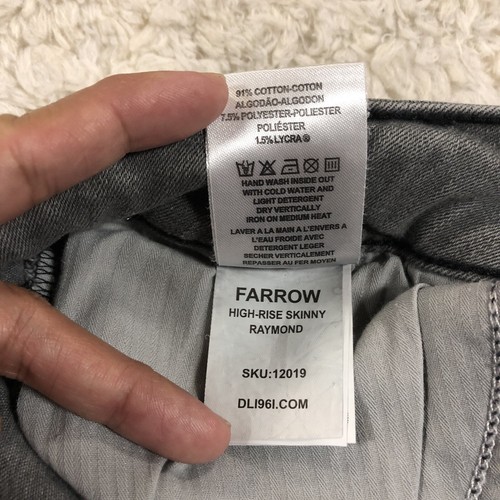 91% COTTON-COTON
ALGODÃO-ALGODON
7.5% POLYESTER-POLIESTER
POLIÉSTER
1.5% LYCRA®
HAND WASH INSIDE OUT
WITH COLD WATER AND
LIGHT DETERGENT
DRY VERTICALLY
IRON ON MEDIUM HEAT
LAVER A LA MAIN A L'ENVERS A
L'EAU FROIDE AVEC
DETERGENT LEGER
SECHER VERTICALEMENT
REPASSER AU FER MOYEN
FARROW
HIGH-RISE SKINNY
RAYMOND
SKU:12019
DL1961.COM